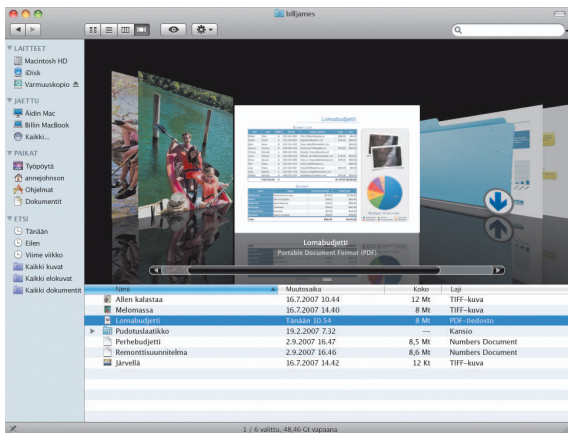 billjames
LAITTEET
Macintosh HD
iDisk
Varmuuskopio
JAETTU
Äidin Mac
Billin MacBook
Kaikki...
PAIKAT
Työpöytä
annejohnson
Ohjelmat
Dokumentit
ETSI
Tänään
Eilen
Viime viikko
Kaikki kuvat
Kaikki elokuvat
Kaikki dokumentit
Lomabudjetti
Lomabudjetti
Portable Document Format (PDF)
Nimi Muutosaika Koko Laji
Allen kalastaa 16.7.2007 10.44 12 Mt TIFF-kuva
Melomassa 16.7.2007 14.40 8 Mt TIFF-kuva
Lomabudjetti Tänään 10.54 8 Mt PDF-tiedosto
Pudotuslaatikko 19.2.2007 7.32 -- Kansio
Perhebudjetti 2.9.2007 16.47 8,5 Mt Numbers Document
Remonttisuunnitelma 2.9.2007 16.46 8,6 Mt Numbers Document
Järvellä 16.7.2007 14.42 12 Kt TIFF-kuva
1 / 6 valittu, 48,46 Gt vapaana